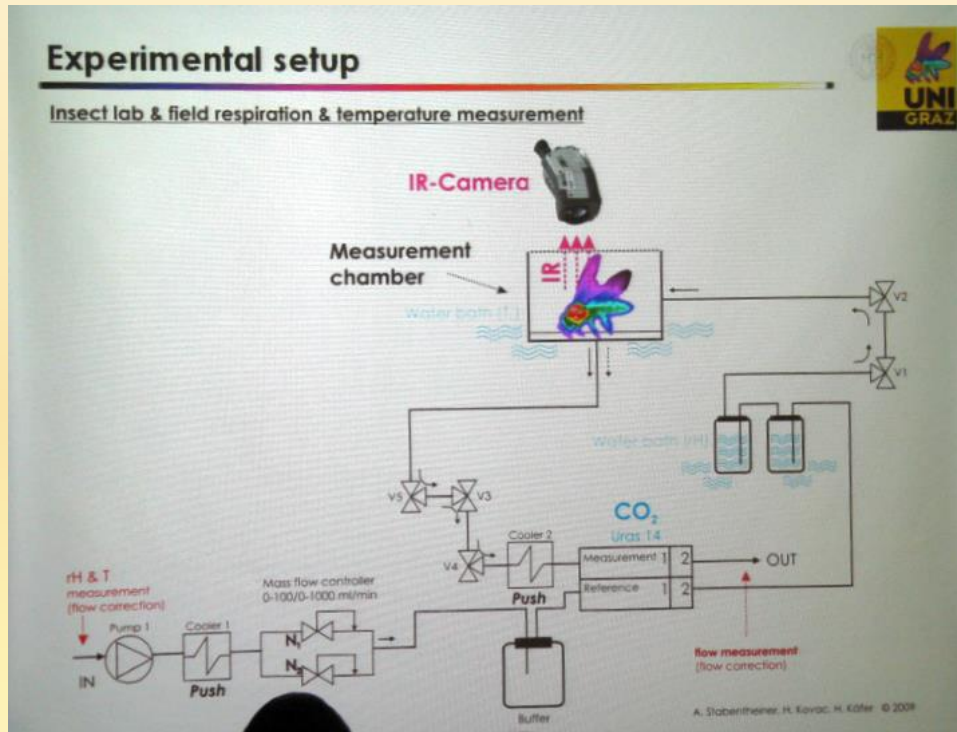 Experimental setup
UNI
GRAZ
Insect lab & field respiration & temperature measurement
IR-Camera
Measurement
chamber
IR
Water bath (Tᵢ)
V2
V1
Water bath (rH)
V5
V3
CO₂
Uras 14
Cooler 2
V4
Measurement 1 2
OUT
Reference 1 2
Push
rH & T
measurement
(flow correction)
Mass flow controller
0-100/0-1000 ml/min
Pump 1
Cooler 1
N₁
N₂
IN
Push
flow measurement
(flow correction)
Buffer
A. Stabentheiner, H. Kovac, H. Käfer © 2009